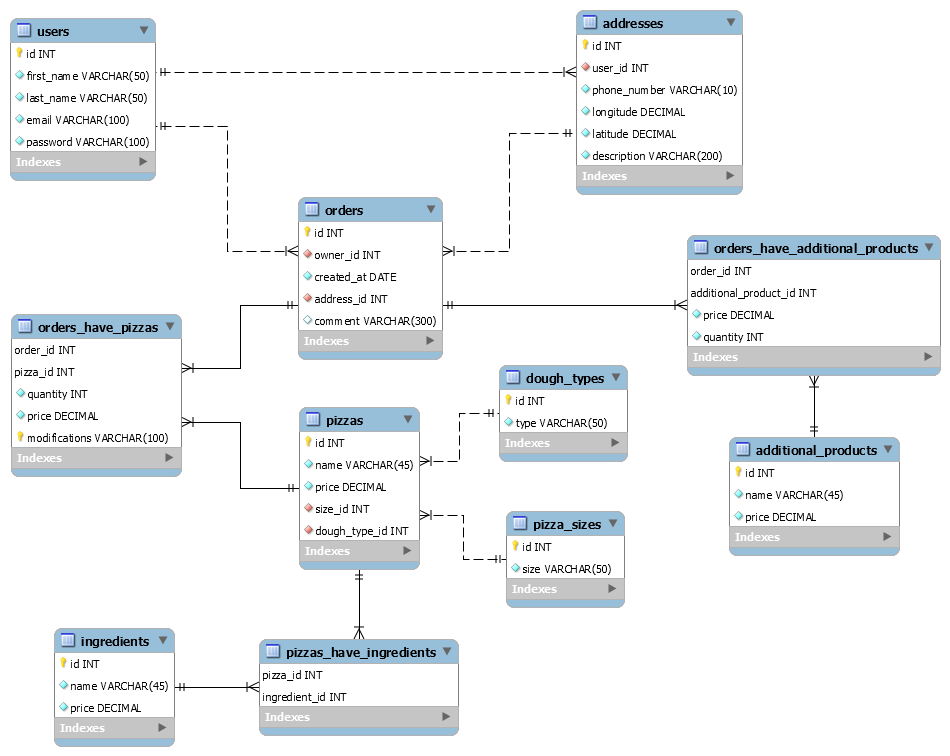 users
id INT
first_name VARCHAR(50)
last_name VARCHAR(50)
email VARCHAR(100)
password VARCHAR(100)
Indexes
addresses
id INT
user_id INT
phone_number VARCHAR(10)
longitude DECIMAL
latitude DECIMAL
description VARCHAR(200)
Indexes
orders
id INT
owner_id INT
created_at DATE
address_id INT
comment VARCHAR(300)
Indexes
orders_have_additional_products
order_id INT
additional_product_id INT
price DECIMAL
quantity INT
Indexes
orders_have_pizzas
order_id INT
pizza_id INT
quantity INT
price DECIMAL
modifications VARCHAR(100)
Indexes
dough_types
id INT
type VARCHAR(50)
Indexes
pizzas
id INT
name VARCHAR(45)
price DECIMAL
size_id INT
dough_type_id INT
Indexes
additional_products
id INT
name VARCHAR(45)
price DECIMAL
Indexes
pizza_sizes
id INT
size VARCHAR(50)
Indexes
ingredients
id INT
name VARCHAR(45)
price DECIMAL
Indexes
pizzas_have_ingredients
pizza_id INT
ingredient_id INT
Indexes